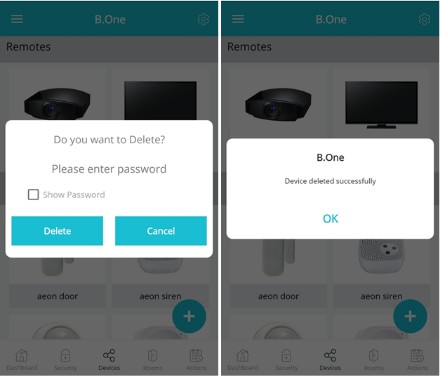 B.One
Remotes
Do you want to Delete?
Please enter password
Show Password
Delete Cancel
aeon door aeon siren
+
DashBoard Security Devices Rooms Actions
B.One
Remotes
B.One
Device deleted successfully
OK
aeon door aeon siren
+
DashBoard Security Devices Rooms Actions